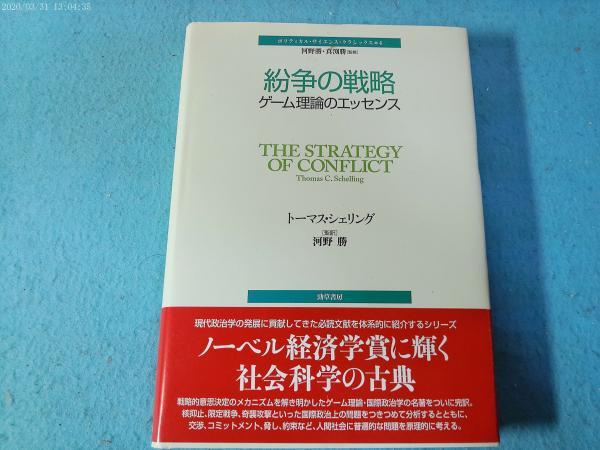 2020/03/31 13:04:35
ポリティカル・サイエンス・クラシックス 4
河野勝・真渕勝[監修]
紛争の戦略
ゲーム理論のエッセンス
THE STRATEGY
OF CONFLICT
Thomas C. Schelling
トーマス・シェリング
[監訳]
河野 勝
勁草書房
現代政治学の発展に貢献してきた必読文献を体系的に紹介するシリーズ
ノーベル経済学賞に輝く
社会科学の古典
戦略的意思決定のメカニズムを解き明かしたゲーム理論・国際政治学の名著をついに完訳。
核抑止、限定戦争、奇襲攻撃といった国際政治上の問題をつきつめて分析するとともに、
交渉、コミットメント、脅し、約束など、人間社会に普遍的な問題を原理的に考える。